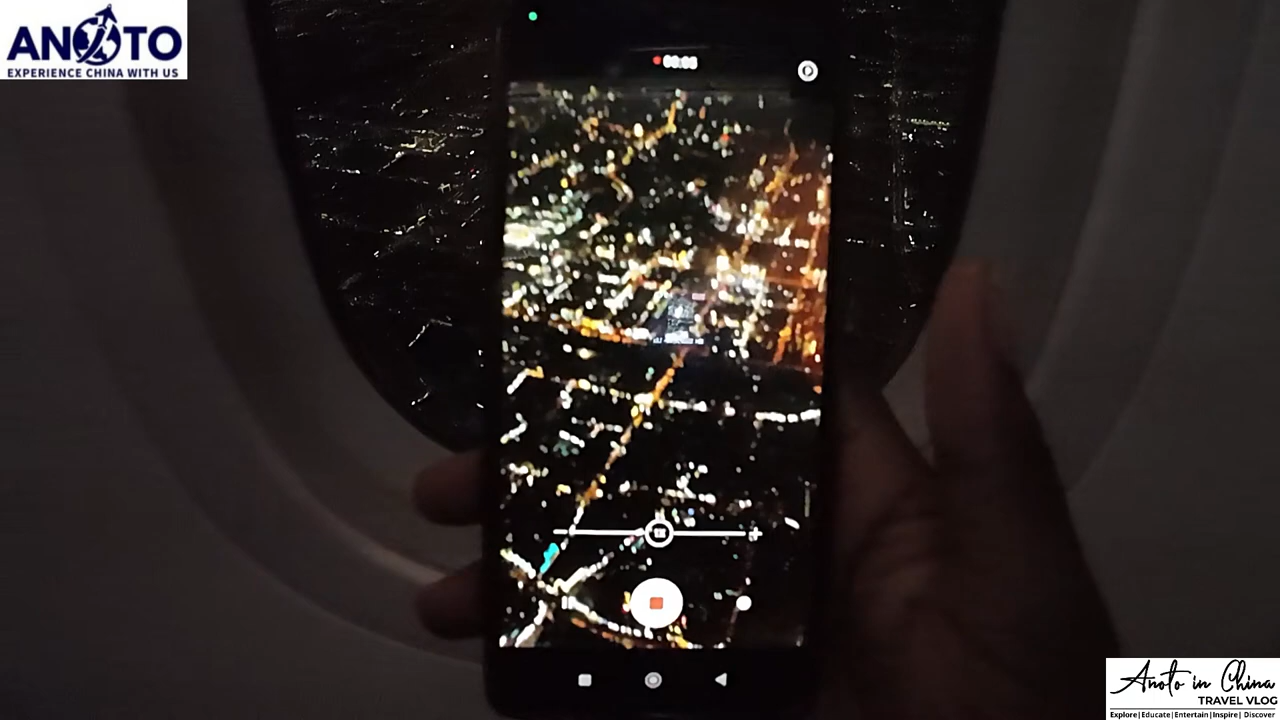 ANOTO
EXPERIENCE CHINA WITH US
Anoto in China
TRAVEL VLOG
Explore|Educate|Entertain|Inspire| Discover